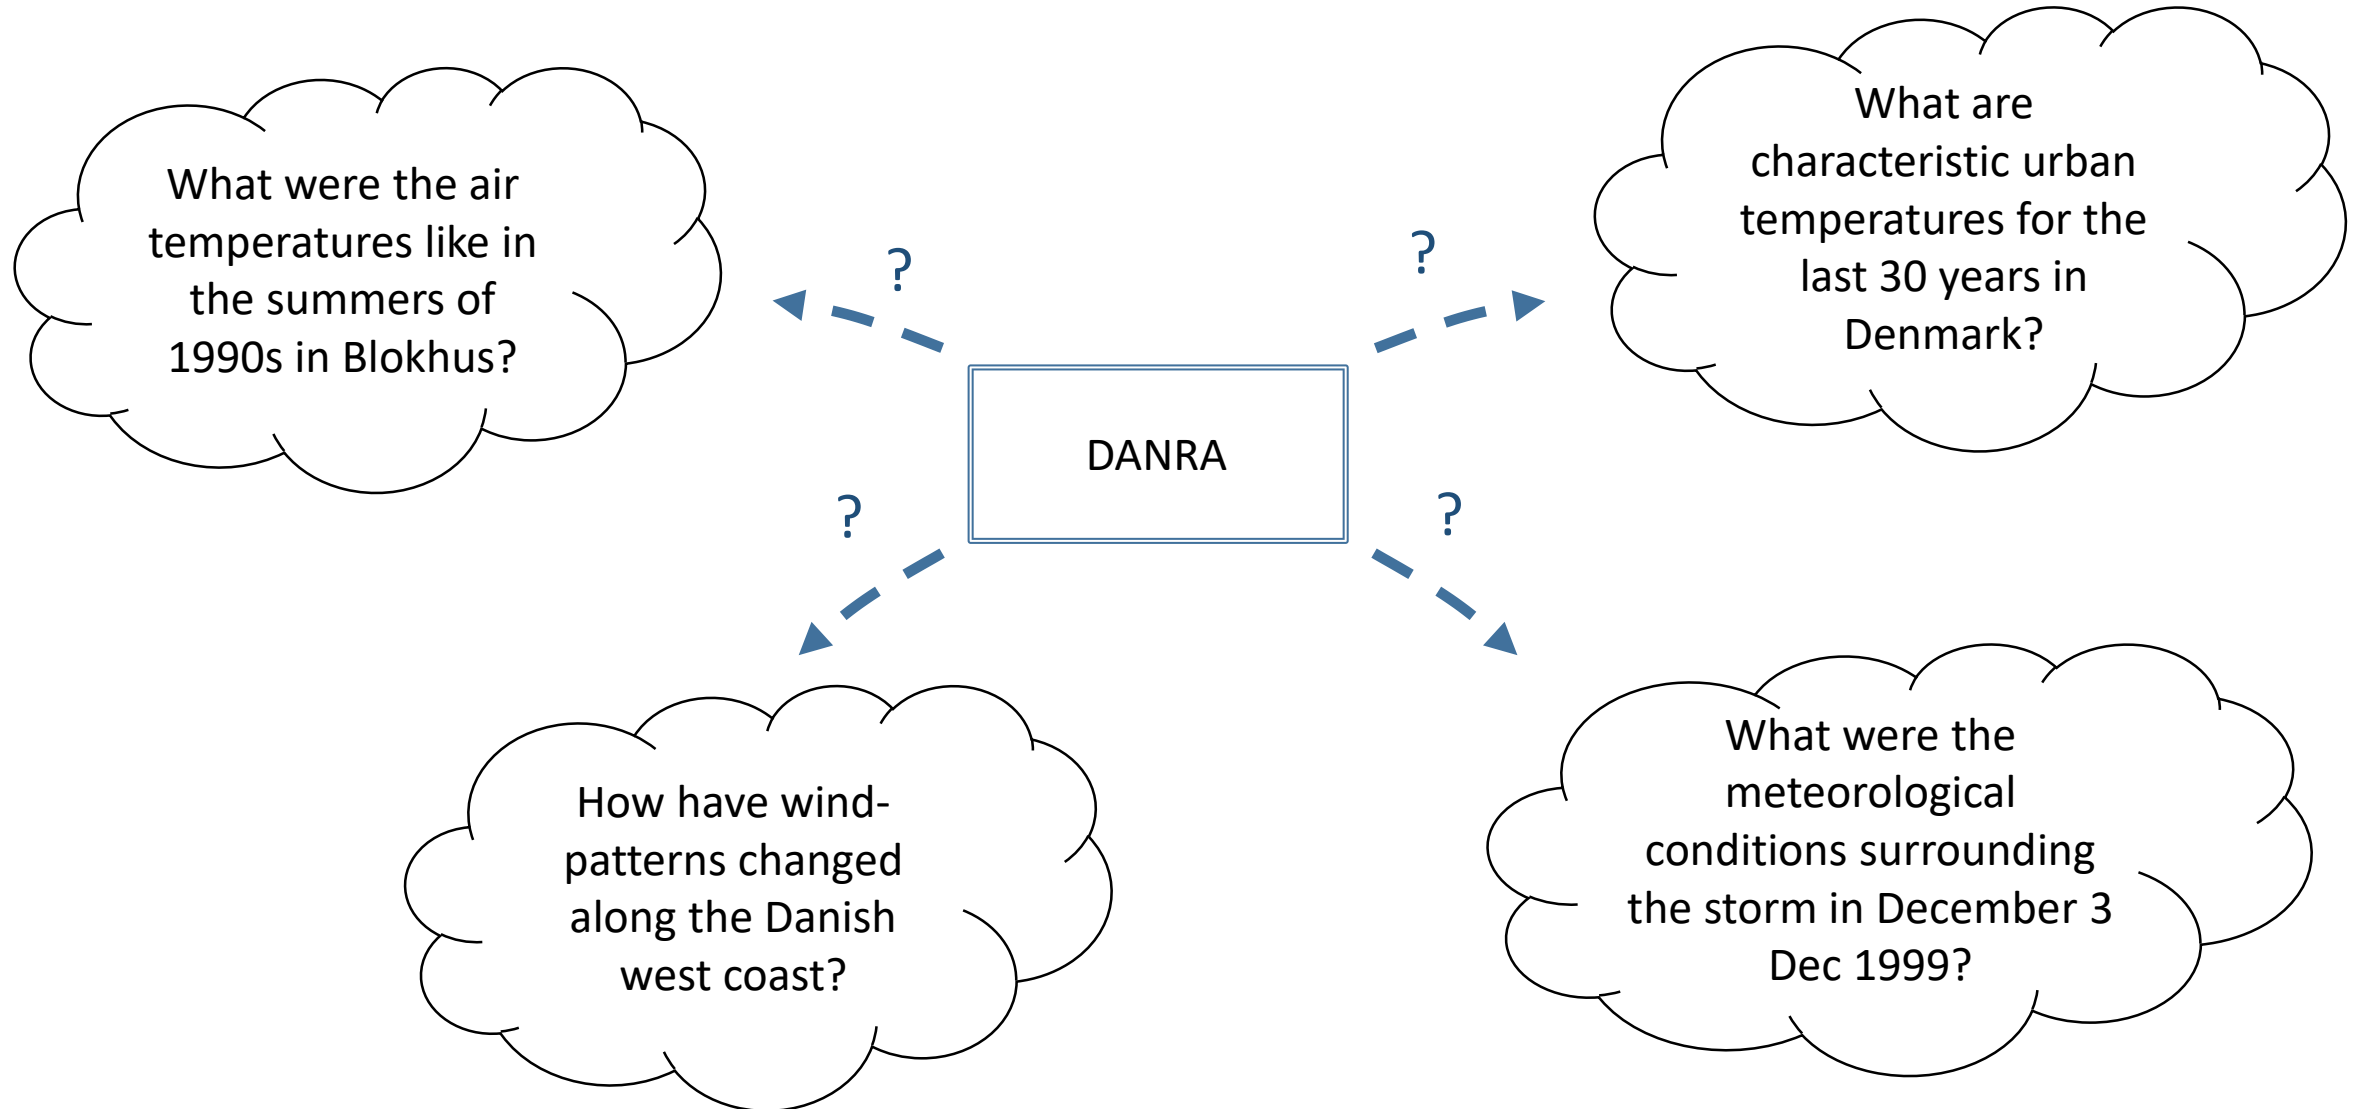 What were the air
temperatures like in
the summers of
1990s in Blokhus?
?
?
What are
characteristic urban
temperatures for the
last 30 years in
Denmark?
DANRA
?
?
How have wind-
patterns changed
along the Danish
west coast?
What were the
meteorological
conditions surrounding
the storm in December 3
Dec 1999?